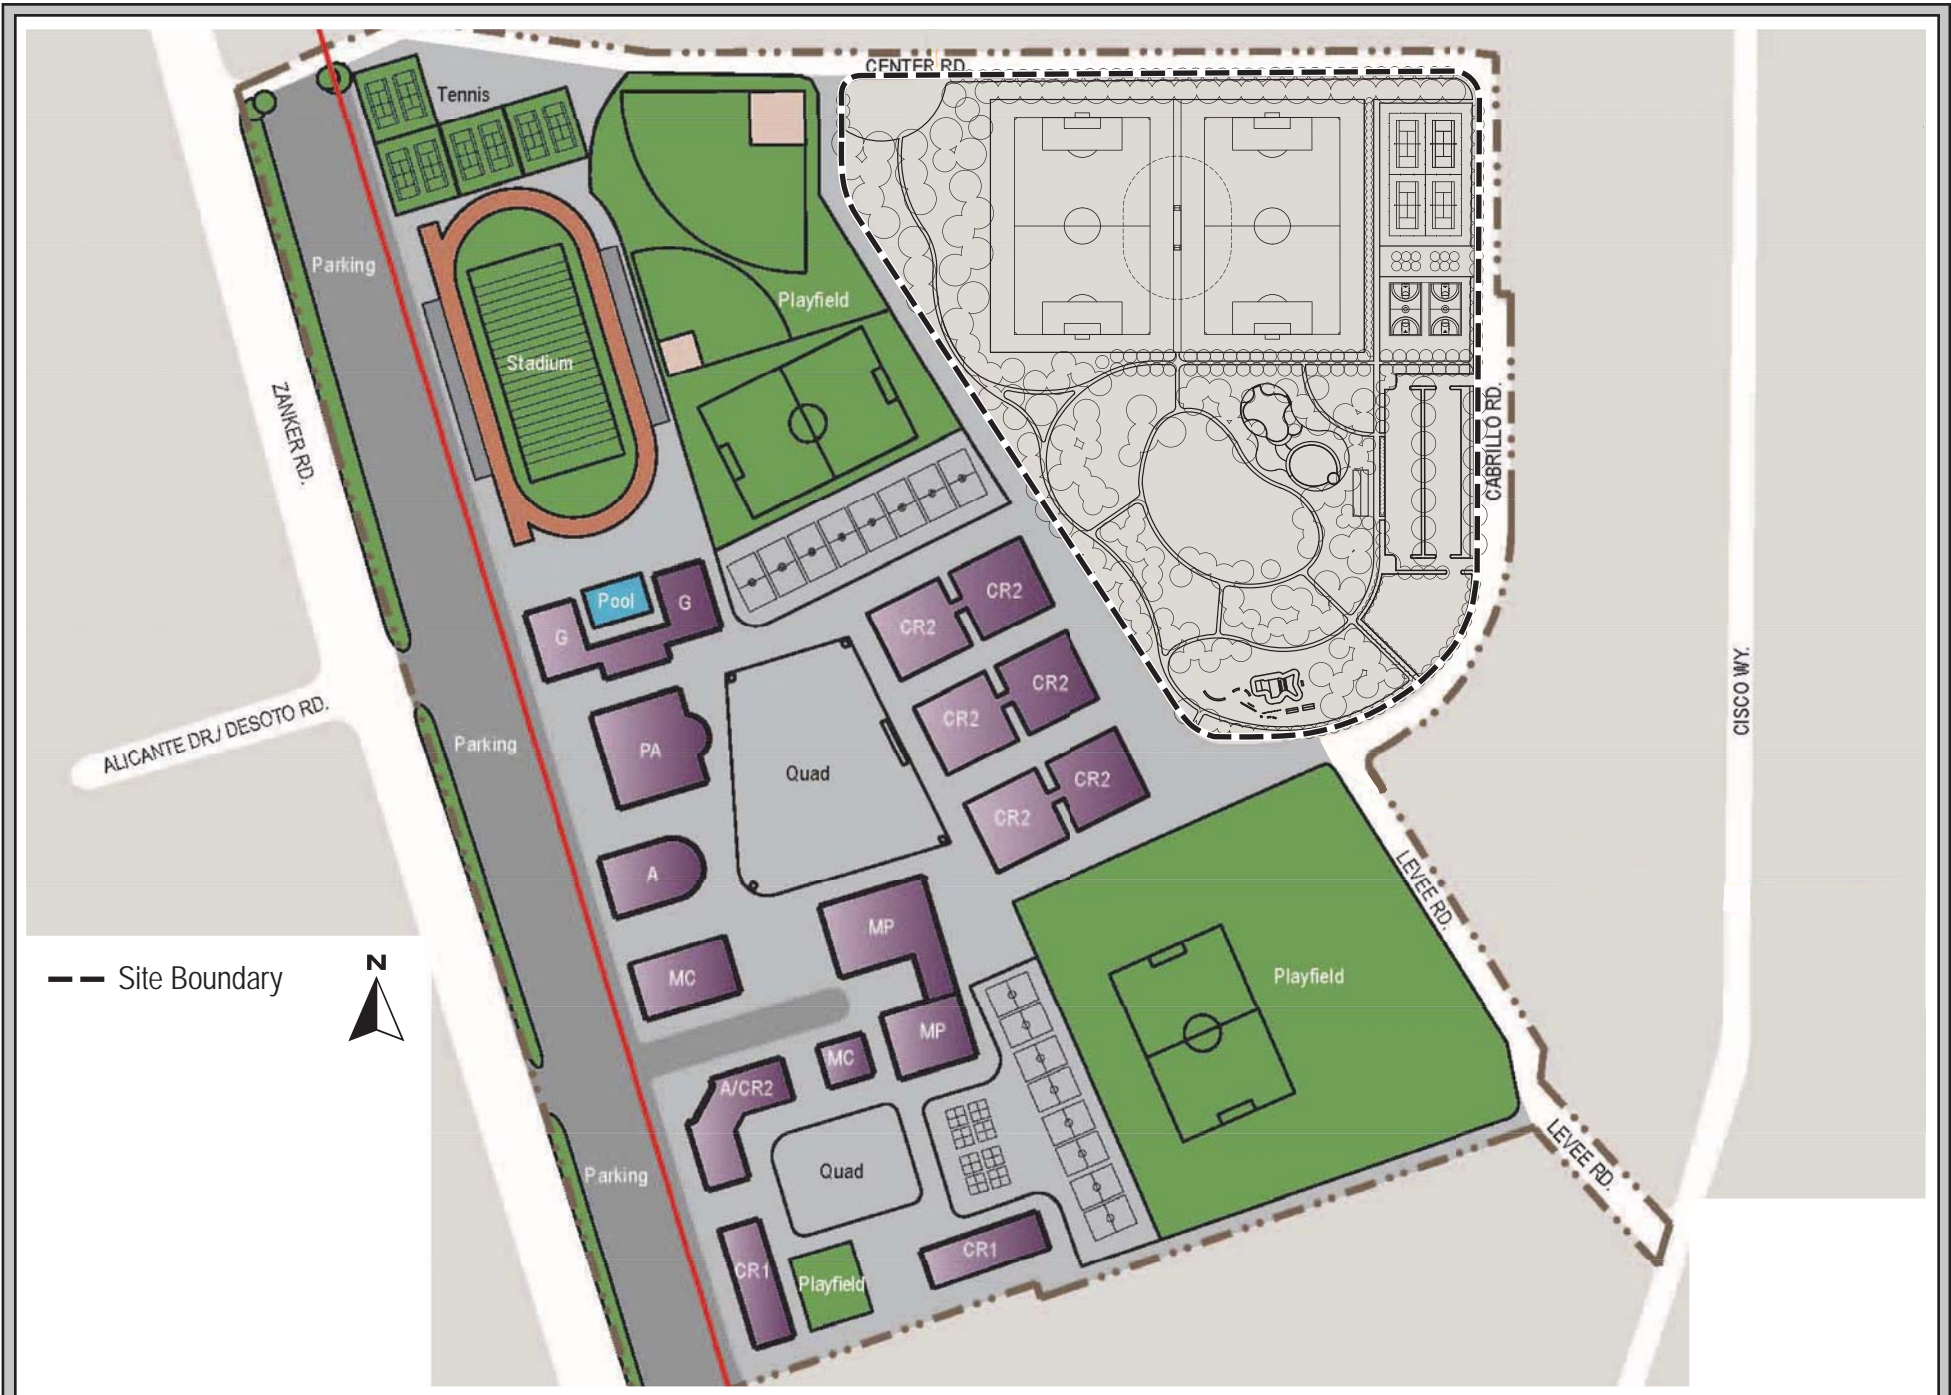 CENTER RD.
Tennis
Parking
Playfield
Stadium
ZANKER RD.
CABRILLO RD.
Pool
G
G
CR2
CR2
CR2
CR2
CR2
CR2
PA
Quad
Parking
ALICANTE DR./ DESOTO RD.
CISCO WY.
A
LEVEE RD.
MP
MC
Playfield
Site Boundary
N
MP
MC
A/CR2
Quad
Parking
LEVEE RD.
CR1
CR1
Playfield